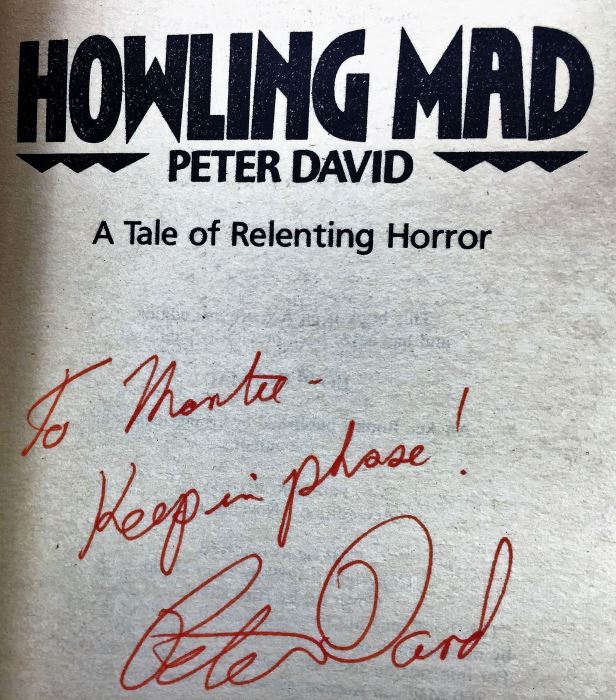 HOWLING MAD
PETER DAVID
A Tale of Relenting Horror
To Montee-
Keep in phase!
Peter David